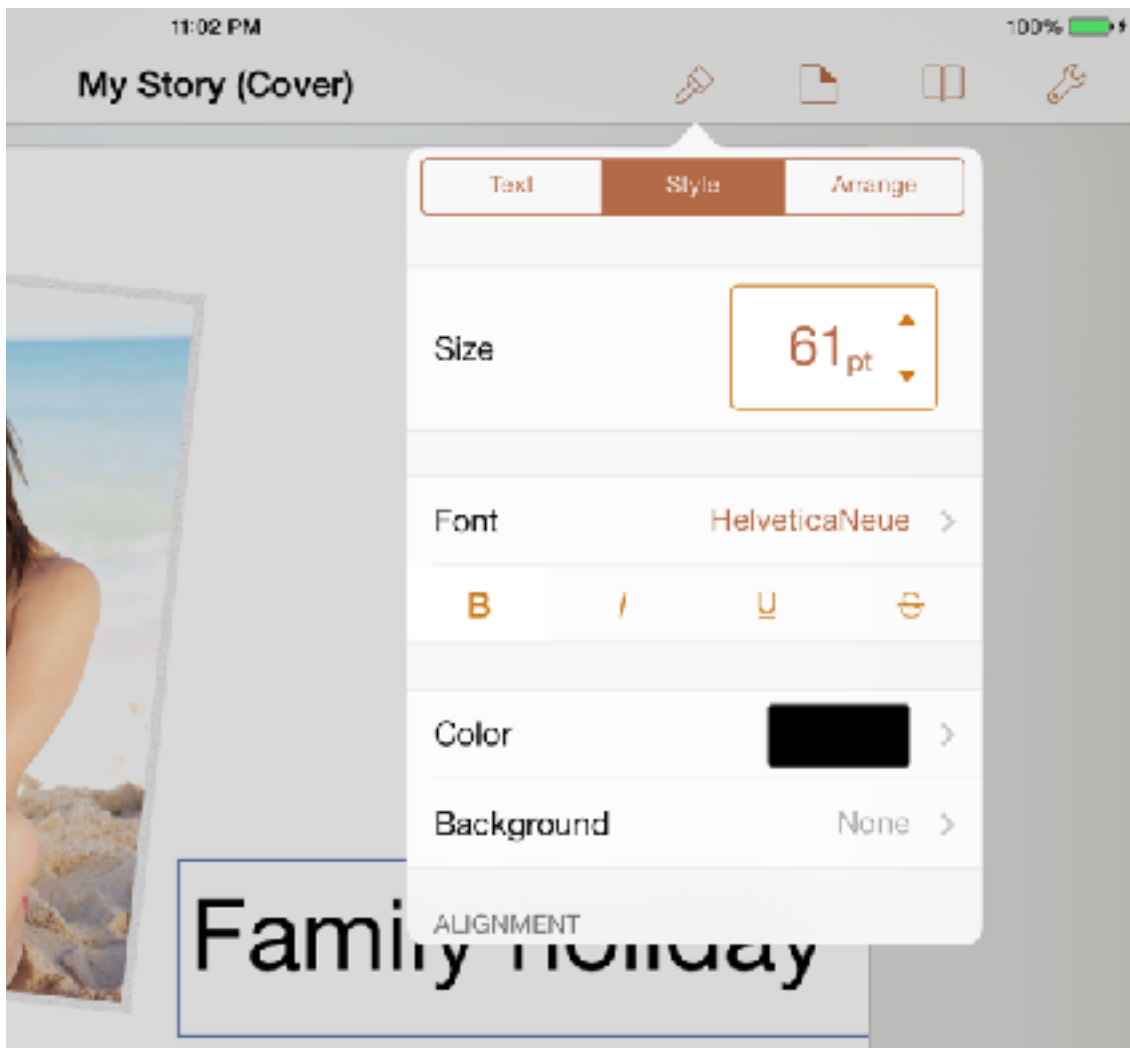 11:02 PM 100%
My Story (Cover)
Text Style Arrange
Size 61pt
Font HelveticaNeue
B I U S
Color
Background None
ALIGNMENT
Family holiday